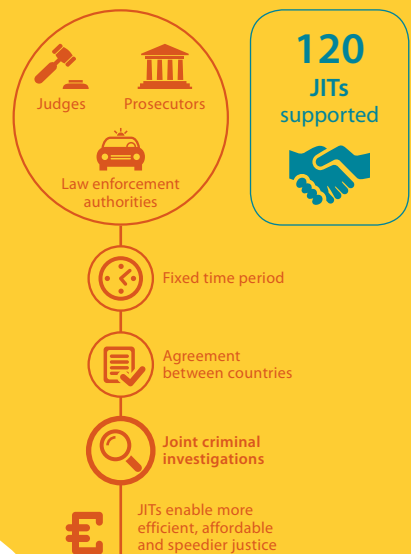 Judges
Prosecutors
Law enforcement
authorities
120
JITs
supported
Fixed time period
Agreement
between countries
Joint criminal
investigations
JITs enable more
efficient, affordable
and speedier justice